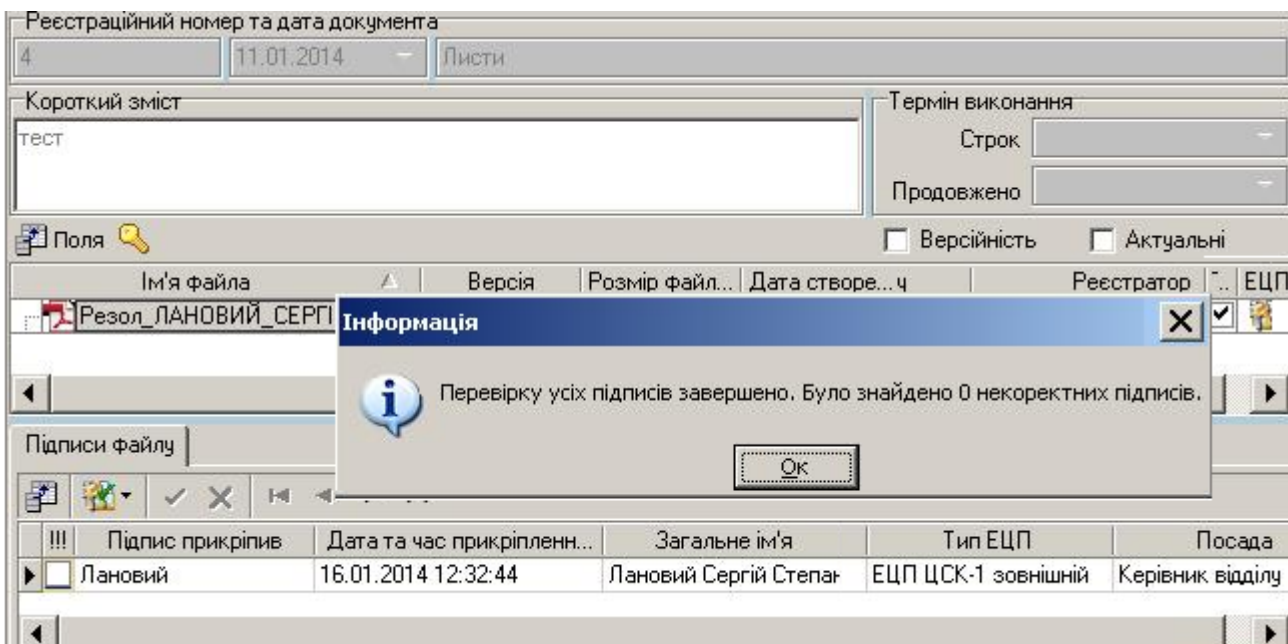 Реєстраційний номер та дата документа
4 11.01.2014 Листи
Короткий зміст
Термін виконання
тест
Строк
Продовжено
Поля
Версійність Актуальні
Ім'я файла Версія Розмір файл... Дата створе...ч Реєстратор ЕЦП
Резол_ЛАНОВИЙ_СЕРГІ
Інформація
Перевірку усіх підписів завершено. Було знайдено 0 некоректних підписів.
Ок
Підписи файлу
!!! Підпис прикріпив Дата та час прикріпленн... Загальне ім'я Тип ЕЦП Посада
Лановий 16.01.2014 12:32:44 Лановий Сергій Степан ЕЦП ЦСК-1 зовнішній Керівник відділу